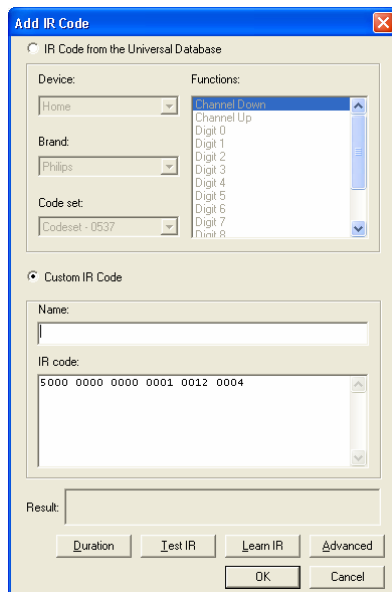 Add IR Code
IR Code from the Universal Database
Device:
Home
Brand:
Philips
Code set:
Codeset - 0537
Functions:
Channel Down
Channel Up
Digit 0
Digit 1
Digit 2
Digit 3
Digit 4
Digit 5
Digit 6
Digit 7
Digit 8
Custom IR Code
Name:
IR code:
5000 0000 0000 0001 0012 0004
Result:
Duration Test IR Learn IR Advanced
OK Cancel